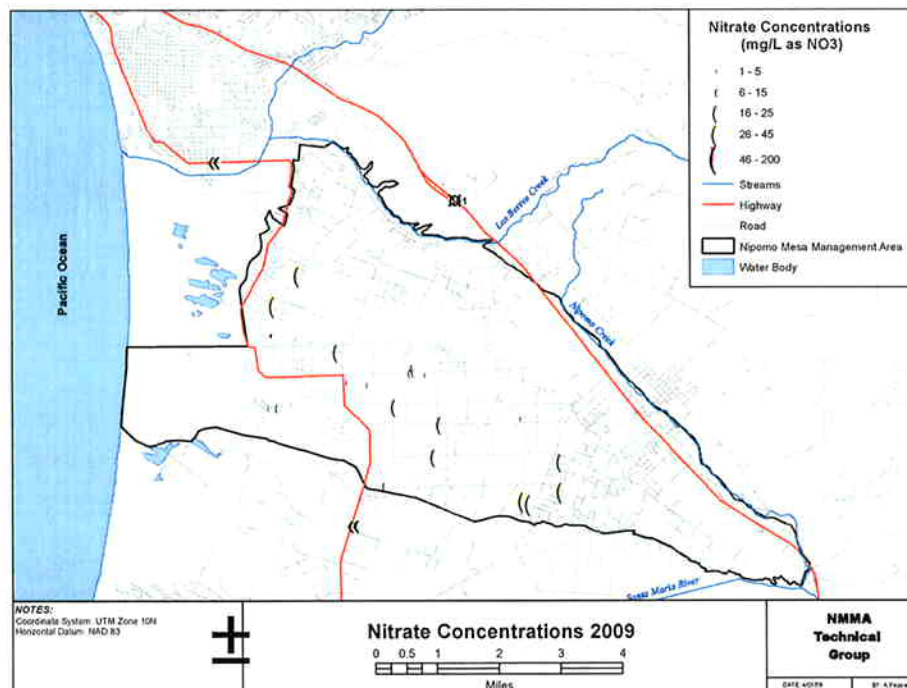 Nitrate Concentrations
(mg/L as NO3)
1 - 5
6 - 15
16 - 25
26 - 45
46 - 200
Streams
Highway
Road
Nipomo Mesa Management Area
Water Body
Los Berros Creek
Nipomo Creek
Pacific Ocean
Santa Maria River
NOTES:
Coordinate System: UTM Zone 10N
Horizontal Datum: NAD 83
Nitrate Concentrations 2009
0 0.5 1 2 3 4
Miles
NMMA
Technical
Group
DATE:
BY: